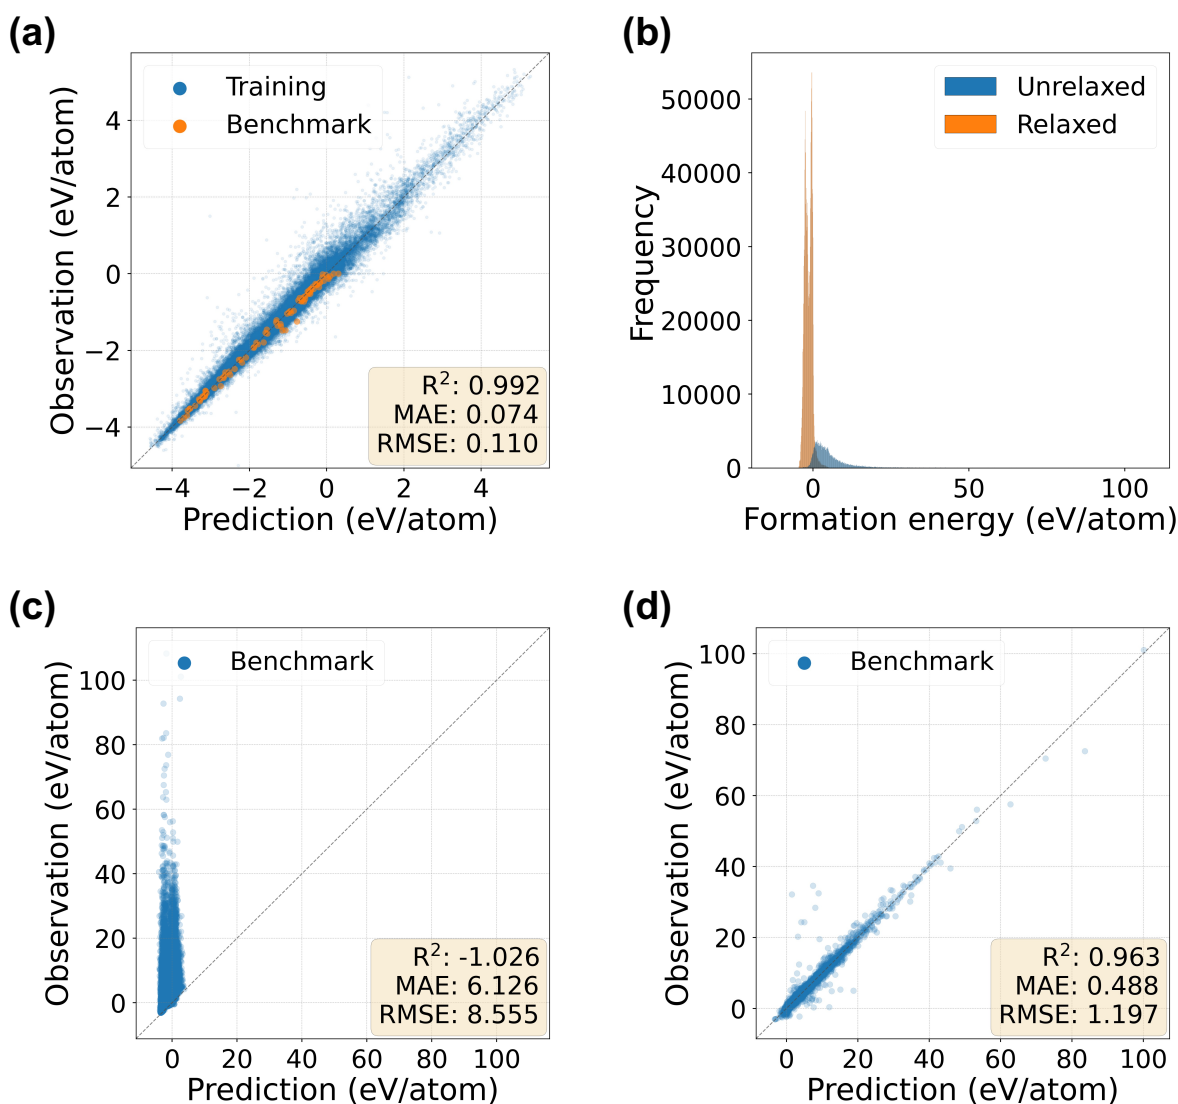 (a)
Training
Benchmark
4
2
0
−2
−4
Observation (eV/atom)
R²: 0.992
MAE: 0.074
RMSE: 0.110
−4 −2 0 2 4
Prediction (eV/atom)
(b)
Unrelaxed
Relaxed
50000
40000
30000
20000
10000
0
Frequency
0 50 100
Formation energy (eV/atom)
(c)
Benchmark
100
80
60
40
20
0
Observation (eV/atom)
R²: -1.026
MAE: 6.126
RMSE: 8.555
0 20 40 60 80 100
Prediction (eV/atom)
(d)
Benchmark
100
80
60
40
20
0
Observation (eV/atom)
R²: 0.963
MAE: 0.488
RMSE: 1.197
0 20 40 60 80 100
Prediction (eV/atom)